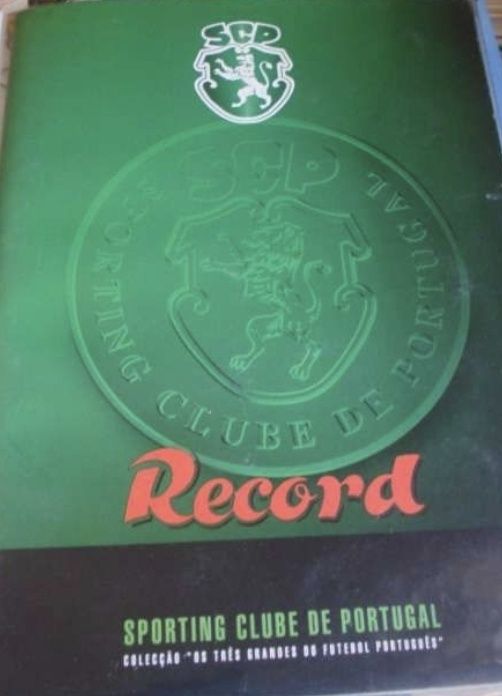 SCP
SCP
SPORTING CLUBE DE PORTUGAL
Record
SPORTING CLUBE DE PORTUGAL
COLECÇÃO "OS TRÊS GRANDES DO FUTEBOL PORTUGUÊS"